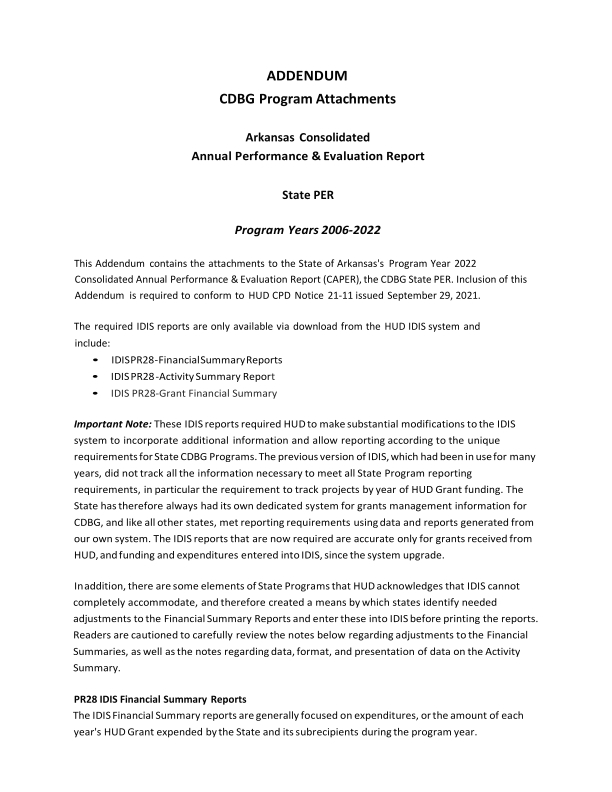 ADDENDUM
CDBG Program Attachments
Arkansas Consolidated
Annual Performance & Evaluation Report
State PER
Program Years 2006-2022
This Addendum contains the attachments to the State of Arkansas's Program Year 2022
Consolidated Annual Performance & Evaluation Report (CAPER), the CDBG State PER. Inclusion of this
Addendum is required to conform to HUD CPD Notice 21-11 issued September 29, 2021.
The required IDIS reports are only available via download from the HUD IDIS system and
include:
• IDIS PR28 -Financial Summary Reports
• IDIS PR28 -Activity Summary Report
• IDIS PR28-Grant Financial Summary
Important Note: These IDIS reports required HUD to make substantial modifications to the IDIS
system to incorporate additional information and allow reporting according to the unique
requirements for State CDBG Programs. The previous version of IDIS, which had been in use for many
years, did not track all the information necessary to meet all State Program reporting
requirements, in particular the requirement to track projects by year of HUD Grant funding. The
State has therefore always had its own dedicated system for grants management information for
CDBG, and like all other states, met reporting requirements using data and reports generated from
our own system. The IDIS reports that are now required are accurate only for grants received from
HUD, and funding and expenditures entered into IDIS, since the system upgrade.
In addition, there are some elements of State Programs that HUD acknowledges that IDIS cannot
completely accommodate, and therefore created a means by which states identify needed
adjustments to the Financial Summary Reports and enter these into IDIS before printing the reports.
Readers are cautioned to carefully review the notes below regarding adjustments to the Financial
Summaries, as well as the notes regarding data, format, and presentation of data on the Activity
Summary.
PR28 IDIS Financial Summary Reports
The IDIS Financial Summary reports are generally focused on expenditures, or the amount of each
year's HUD Grant expended by the State and its subrecipients during the program year.